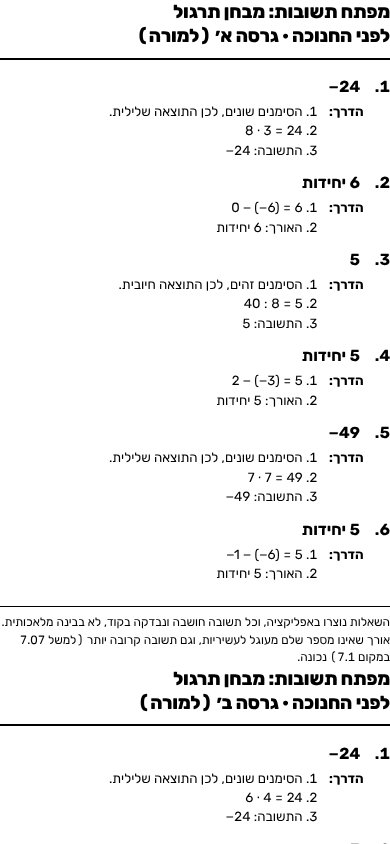 מפתח תשובות: מבחן תרגול
לפני החנוכה • גרסה א׳ (למורה)
1. −24
הדרך: 1. הסימנים שונים, לכן התוצאה שלילית.
2. 8 · 3 = 24
3. התשובה: −24
2. 6 יחידות
הדרך: 1. 0 − (−6) = 6
2. האורך: 6 יחידות
3. 5
הדרך: 1. הסימנים זהים, לכן התוצאה חיובית.
2. 40 : 8 = 5
3. התשובה: 5
4. 5 יחידות
הדרך: 1. 2 − (−3) = 5
2. האורך: 5 יחידות
5. −49
הדרך: 1. הסימנים שונים, לכן התוצאה שלילית.
2. 7 · 7 = 49
3. התשובה: −49
6. 5 יחידות
הדרך: 1. −1 − (−6) = 5
2. האורך: 5 יחידות
השאלות נוצרו באפליקציה, וכל תשובה חושבה ונבדקה בקוד, לא בבינה מלאכותית.
אורך שאינו מספר שלם מעוגל לעשיריות, וגם תשובה קרובה יותר (למשל 7.07
במקום 7.1) נכונה.
מפתח תשובות: מבחן תרגול
לפני החנוכה • גרסה ב׳ (למורה)
1. −24
הדרך: 1. הסימנים שונים, לכן התוצאה שלילית.
2. 6 · 4 = 24
3. התשובה: −24